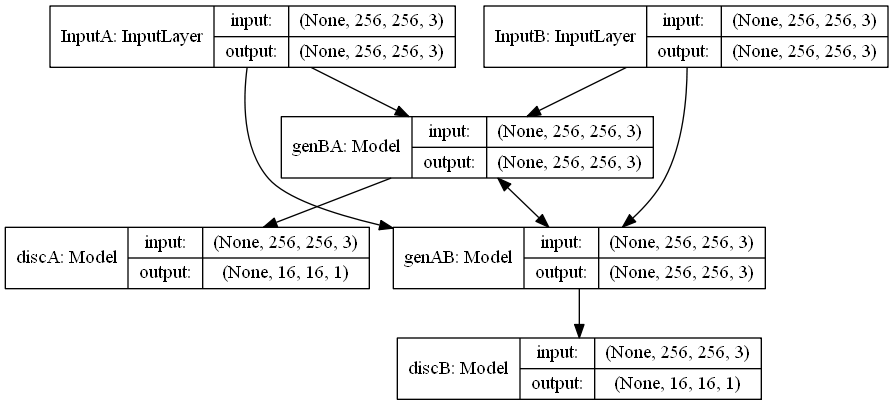 InputA: InputLayer
input: (None, 256, 256, 3)
output: (None, 256, 256, 3)
InputB: InputLayer
input: (None, 256, 256, 3)
output: (None, 256, 256, 3)
genBA: Model
input: (None, 256, 256, 3)
output: (None, 256, 256, 3)
discA: Model
input: (None, 256, 256, 3)
output: (None, 16, 16, 1)
genAB: Model
input: (None, 256, 256, 3)
output: (None, 256, 256, 3)
discB: Model
input: (None, 256, 256, 3)
output: (None, 16, 16, 1)